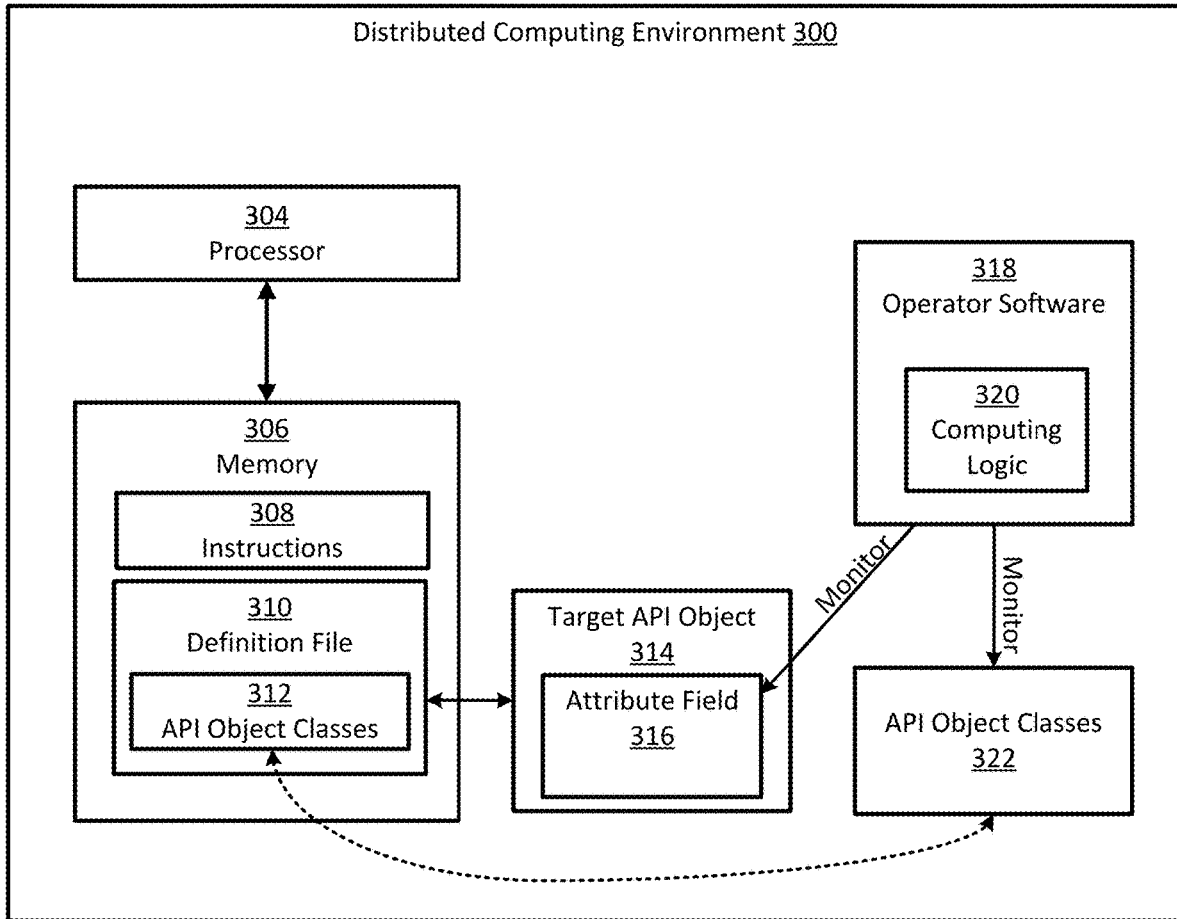 Distributed Computing Environment 300
304
Processor
306
Memory
308
Instructions
310
Definition File
312
API Object Classes
Target API Object
314
Attribute Field
316
318
Operator Software
320
Computing
Logic
Monitor
Monitor
API Object Classes
322